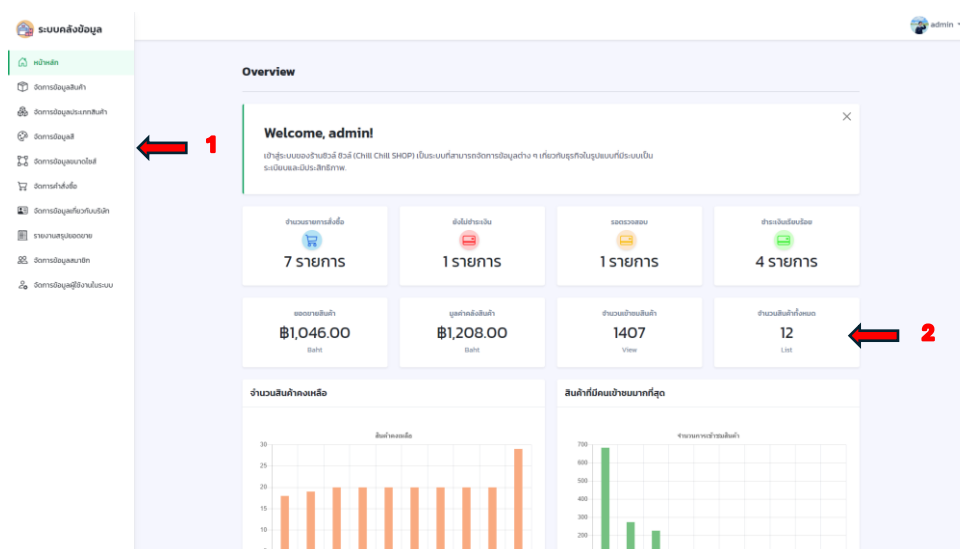 ระบบคลังข้อมูล
admin
หน้าหลัก
จัดการข้อมูลสินค้า
จัดการข้อมูลประเภทสินค้า
จัดการข้อมูลสี
จัดการข้อมูลขนาดไซส์
จัดการคำสั่งซื้อ
จัดการข้อมูลเกี่ยวกับบริษัท
รายงานสรุปยอดขาย
จัดการข้อมูลสมาชิก
จัดการข้อมูลผู้ใช้งานในระบบ
1
Overview
Welcome, admin!
เข้าสู่ระบบของร้านชิวล์ ชิวล์ (Chill Chill SHOP) เป็นระบบที่สามารถจัดการข้อมูลต่าง ๆ เกี่ยวกับธุรกิจในรูปแบบที่มีระบบเป็น
ระเบียบและมีประสิทธิภาพ.
จำนวนรายการสั่งซื้อ
7 รายการ
ยังไม่ชำระเงิน
1 รายการ
รอตรวจสอบ
1 รายการ
ชำระเงินเรียบร้อย
4 รายการ
ยอดขายสินค้า
฿1,046.00
Baht
มูลค่าคลังสินค้า
฿1,208.00
Baht
จำนวนเข้าชมสินค้า
1407
View
จำนวนสินค้าทั้งหมด
12
List
2
จำนวนสินค้าคงเหลือ
สินค้าคงเหลือ
30
25
20
15
10
สินค้าที่มีคนเข้าชมมากที่สุด
จำนวนการเข้าชมสินค้า
700
600
500
400
300
200